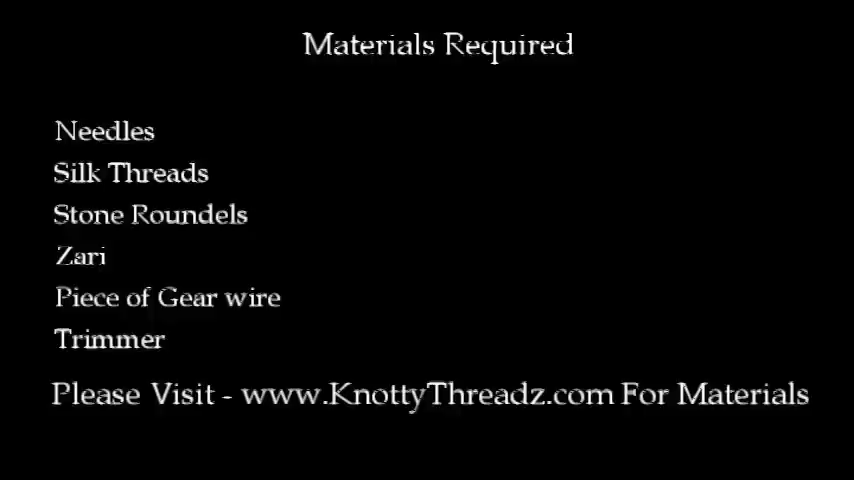 Materials Required
Needles
Silk Threads
Stone Roundels
Zari
Piece of Gear wire
Trimmer
Please Visit - www.KnottyThreadz.com For Materials